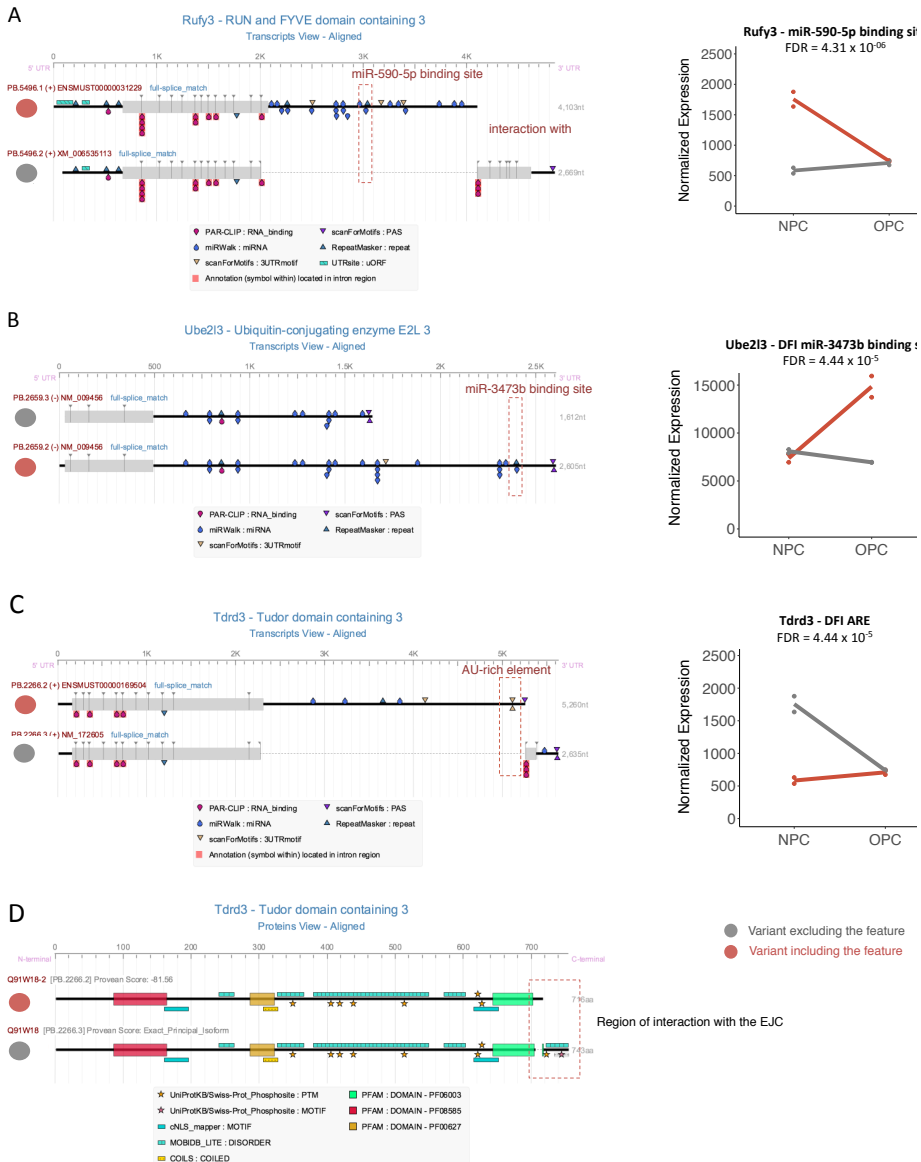 A
Rufy3 - RUN and FYVE domain containing 3
Transcripts View - Aligned
0 1K 2K 3K 4K
5' UTR 3' UTR
miR-590-5p binding site
PB.5496.1 (+) ENSMUST00000031229 full-splice_match
4,103nt
interaction with
PB.5496.2 (+) XM_006535113 full-splice_match
2,669nt
PAR-CLIP : RNA_binding
miRWalk : miRNA
scanForMotifs : 3UTRmotif
scanForMotifs : PAS
RepeatMasker : repeat
UTRsite : uORF
Annotation (symbol within) located in intron region
Rufy3 - miR-590-5p binding sit
FDR = 4.31 x 10-06
Normalized Expression
2500
2000
1500
1000
500
0
NPC OPC
B
Ube2l3 - Ubiquitin-conjugating enzyme E2L 3
Transcripts View - Aligned
0 500 1K 1.5K 2K 2.5K
5' UTR 3' UTR
miR-3473b binding site
PB.2659.3 (-) NM_009456 full-splice_match
1,612nt
PB.2659.2 (-) NM_009456 full-splice_match
2,605nt
PAR-CLIP : RNA_binding
miRWalk : miRNA
scanForMotifs : 3UTRmotif
scanForMotifs : PAS
RepeatMasker : repeat
Ube2l3 - DFI miR-3473b binding s
FDR = 4.44 x 10-5
Normalized Expression
15000
10000
5000
0
NPC OPC
C
Tdrd3 - Tudor domain containing 3
Transcripts View - Aligned
0 1K 2K 3K 4K 5K
5' UTR 3' UTR
AU-rich element
PB.2266.2 (+) ENSMUST00000169504 full-splice_match
5,260nt
PB.2266.3 (+) NM_172605 full-splice_match
2,635nt
PAR-CLIP : RNA_binding
miRWalk : miRNA
scanForMotifs : 3UTRmotif
scanForMotifs : PAS
RepeatMasker : repeat
Annotation (symbol within) located in intron region
Tdrd3 - DFI ARE
FDR = 4.44 x 10-5
Normalized Expression
2500
2000
1500
1000
500
0
NPC OPC
D
Tdrd3 - Tudor domain containing 3
Proteins View - Aligned
0 100 200 300 400 500 600 700
N-terminal C-terminal
Q91W18-2 [PB.2266.2] Provean Score: -81.56
716aa
Q91W18 [PB.2266.3] Provean Score: Exact_Principal_Isoform
743aa
Region of interaction with the EJC
Variant excluding the feature
Variant including the feature
UniProtKB/Swiss-Prot_Phosphosite : PTM
UniProtKB/Swiss-Prot_Phosphosite : MOTIF
cNLS_mapper : MOTIF
MOBIDB_LITE : DISORDER
COILS : COILED
PFAM : DOMAIN - PF06003
PFAM : DOMAIN - PF08585
PFAM : DOMAIN - PF00627